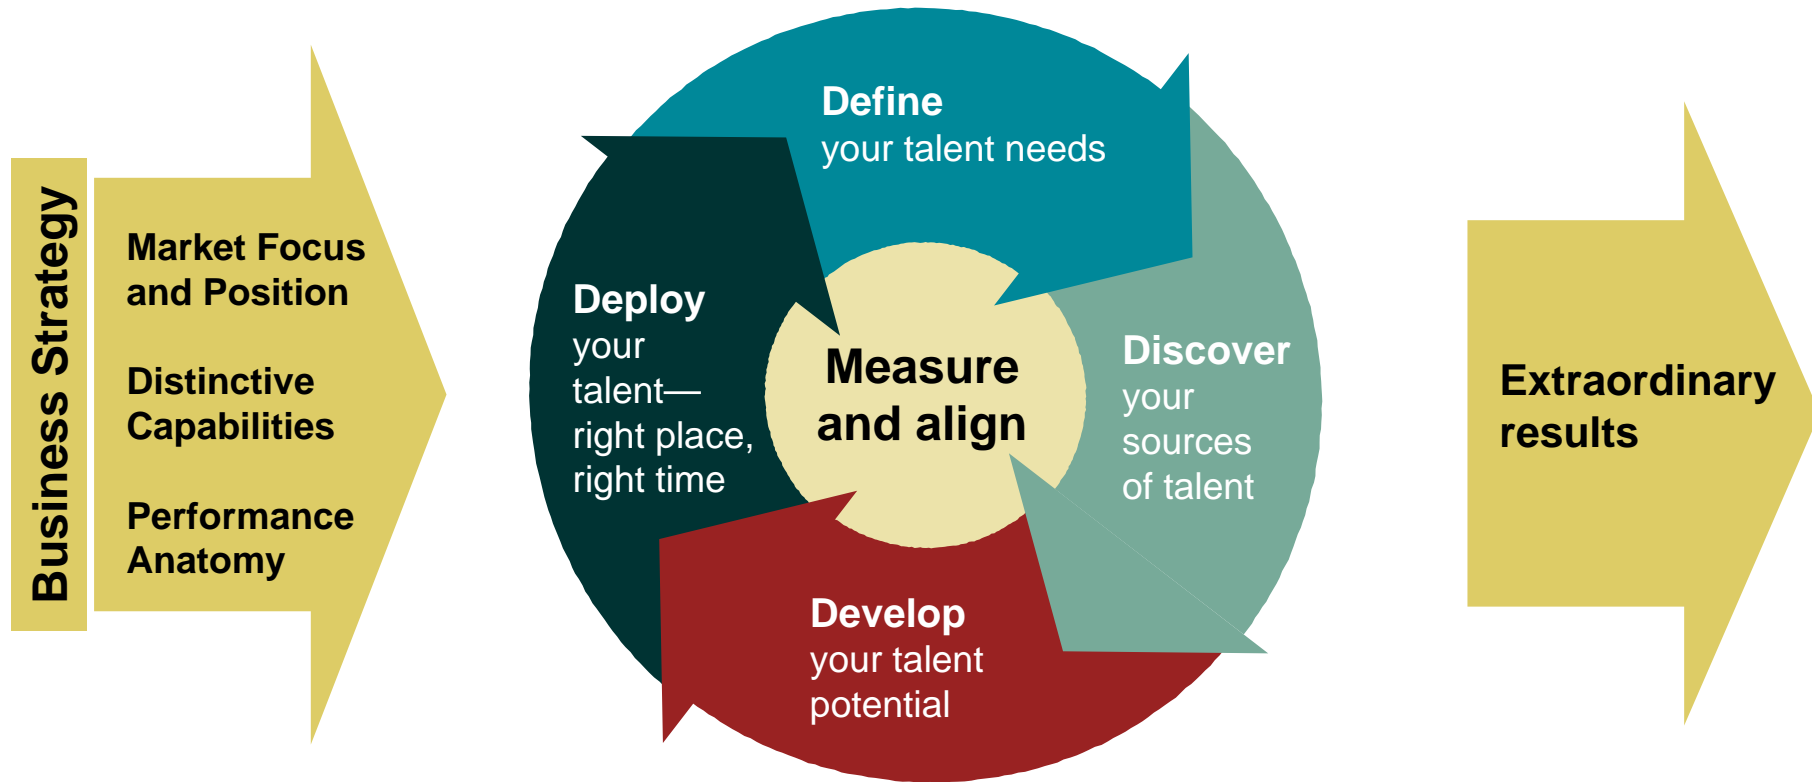 Business Strategy
Market Focus
and Position
Distinctive
Capabilities
Performance
Anatomy
Define
your talent needs
Discover
your
sources
of talent
Develop
your talent
potential
Deploy
your
talent—
right place,
right time
Measure
and align
Extraordinary
results